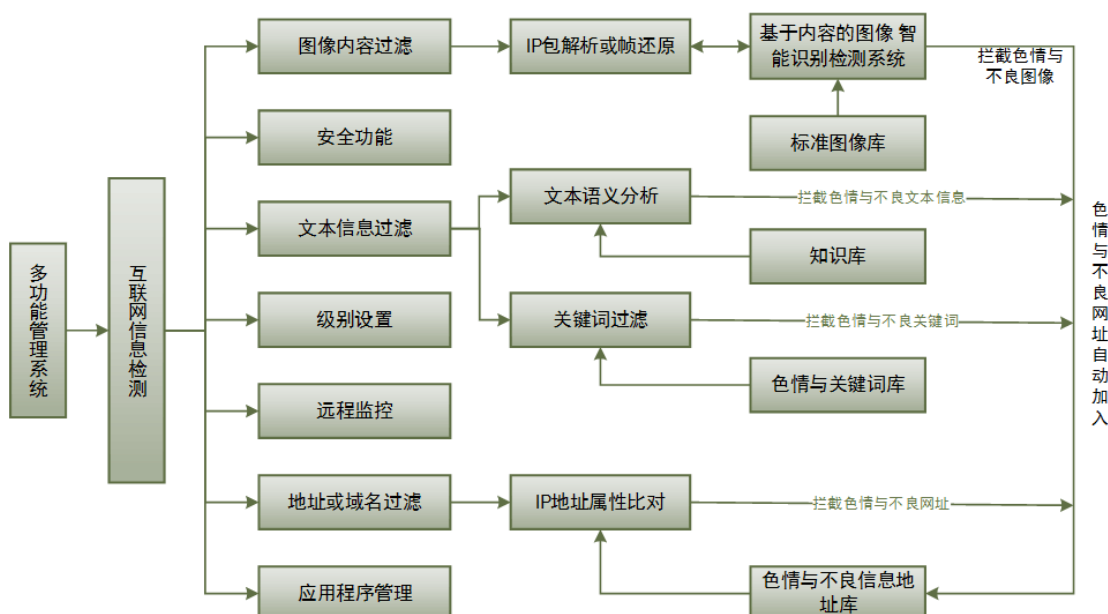 图像内容过滤
IP包解析或帧还原
基于内容的图像 智
能识别检测系统
拦截色情与
不良图像
安全功能
标准图像库
文本语义分析
拦截色情与不良文本信息
文本信息过滤
知识库
多功能管理系统
互联网信息检测
级别设置
关键词过滤
拦截色情与不良关键词
色情与不良网址自动加入
色情与关键词库
远程监控
地址或域名过滤
IP地址属性比对
拦截色情与不良网址
应用程序管理
色情与不良信息地
址库